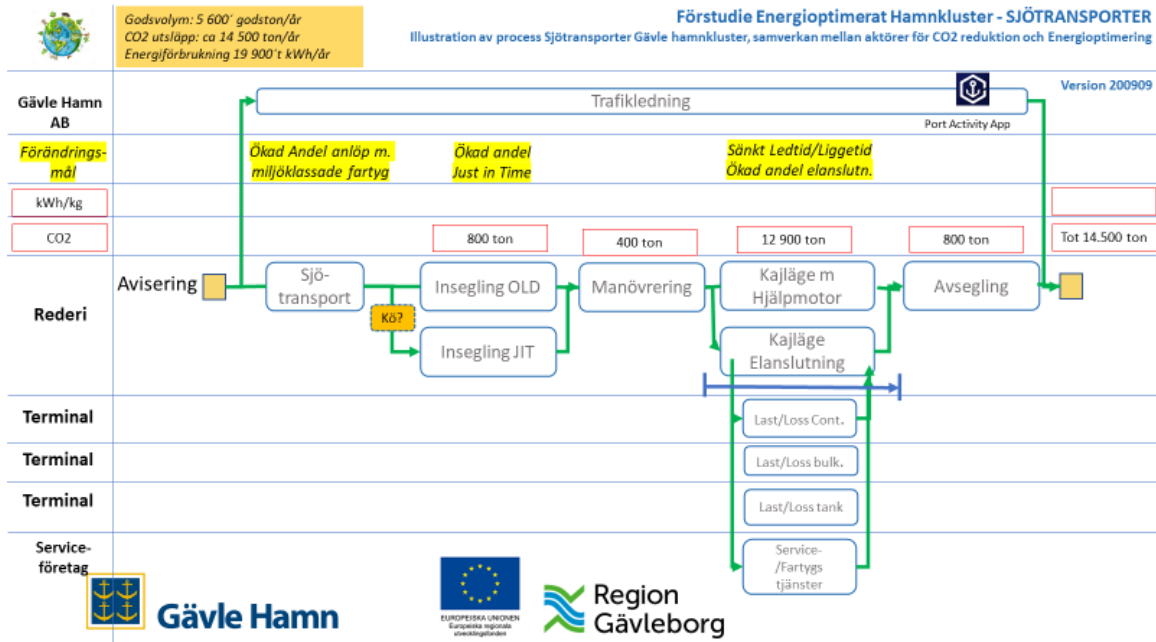 Godsvolym: 5 600´ godston/år
CO2 utsläpp: ca 14 500 ton/år
Energiförbrukning 19 900´t kWh/år
Förstudie Energioptimerat Hamnkluster - SJÖTRANSPORTER
Illustration av process Sjötransporter Gävle hamnkluster, samverkan mellan aktörer för CO2 reduktion och Energioptimering
Version 200909
Gävle Hamn
AB
Trafikledning
Port Activity App
Förändrings-
mål
Ökad Andel anlöp m.
miljöklassade fartyg
Ökad andel
Just in Time
Sänkt Ledtid/Liggetid
Ökad andel elanslutn.
kWh/kg
CO2
800 ton
400 ton
12 900 ton
800 ton
Tot 14.500 ton
Rederi
Avisering
Sjö-
transport
Kö?
Insegling OLD
Insegling JIT
Manövrering
Kajläge m
Hjälpmotor
Kajläge
Elanslutning
Avsegling
Terminal
Last/Loss Cont.
Terminal
Last/Loss bulk.
Terminal
Last/Loss tank
Service-
företag
Service-
/Fartygs
tjänster
Gävle Hamn
EUROPEISKA UNIONEN
Europeiska regionala
utvecklingsfonden
Region
Gävleborg